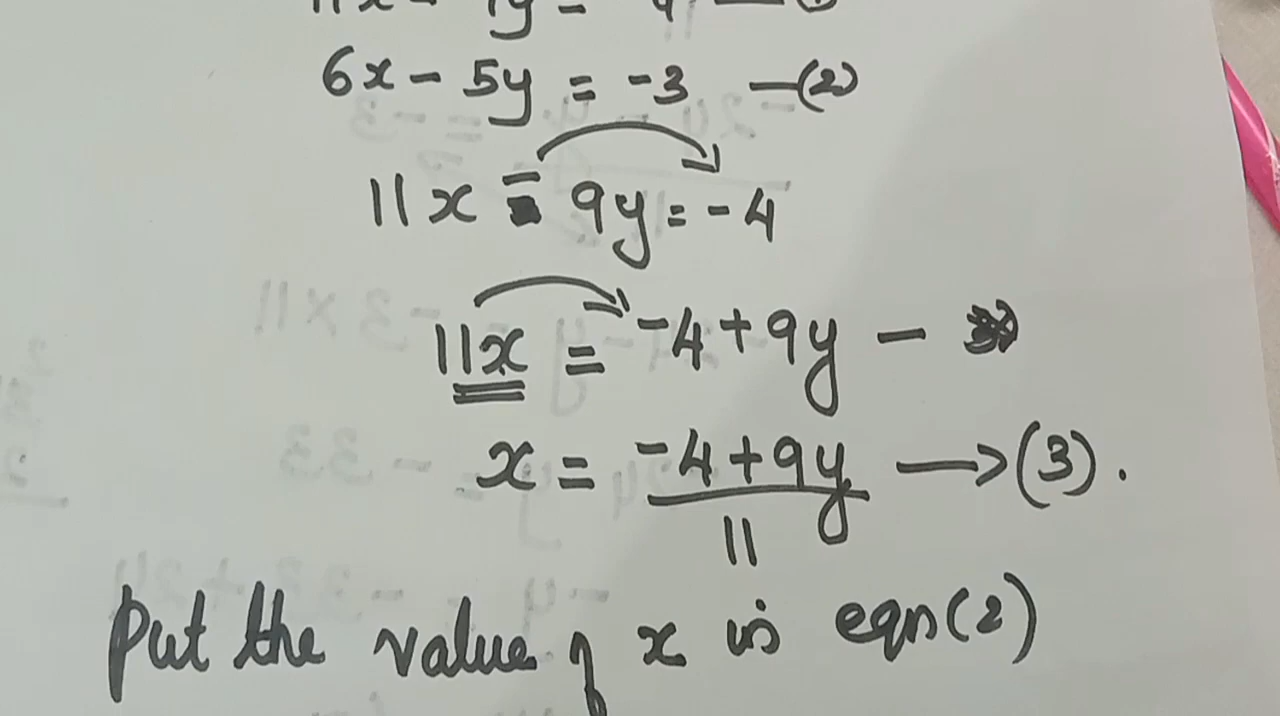 6x - 5y = -3 —(2)
11x - 9y = -4
11x = -4+9y -
x = -4+9y / 11 —>(3).
Put the value of x in eqn(2)